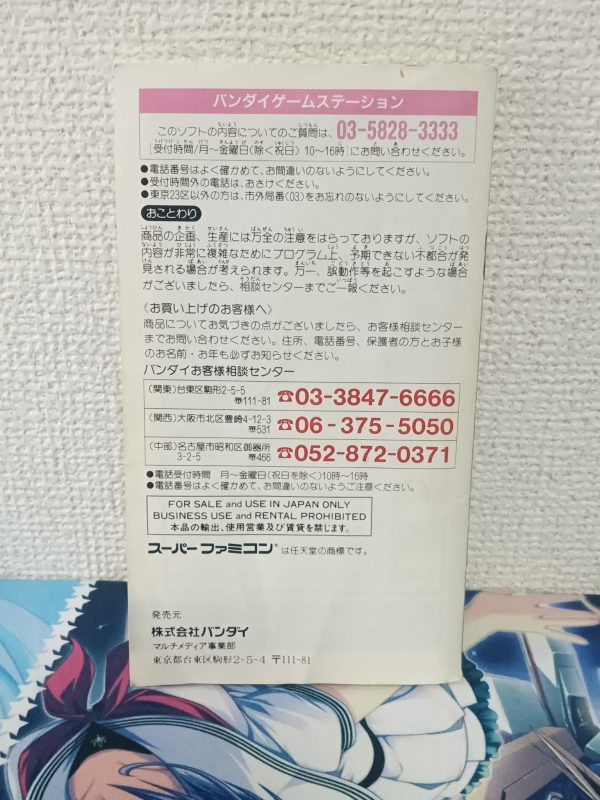 バンダイゲームステーション
このソフトの内容についてのご質問は、03-5828-3333
[受付時間/月〜金曜日(除く祝日) 10〜16時]にお問い合わせください。
●電話番号はよく確かめて、お間違いのないようにしてください。
●受付時間外の電話は、おさけください。
●東京23区以外の方は、市外局番(03)をお忘れのないようにしてください。
おことわり
商品の企画、生産には万全の注意をはらっておりますが、ソフトの
内容が非常に複雑なためにプログラム上、予期できない不都合が発
見される場合が考えられます。万一、誤動作等を起こすような場合
がございましたら、相談センターまでご一報ください。
〈お買い上げのお客様へ〉
商品についてお気づきの点がございましたら、お客様相談センター
までお問い合わせください。住所、電話番号、保護者の方とお子様
のお名前・お年も必ずお知らせください。
バンダイお客様相談センター
(関東)台東区駒形2-5-5
〒111-81 ☎03-3847-6666
(関西)大阪市北区豊崎4-12-3
〒531 ☎06-375-5050
(中部)名古屋市昭和区御器所
3-2-5 〒466 ☎052-872-0371
●電話受付時間 月〜金曜日(祝日を除く)10時〜16時
●電話番号はよく確かめて、お間違いのないようご注意ください。
FOR SALE and USE IN JAPAN ONLY
BUSINESS USE and RENTAL PROHIBITED
本品の輸出、使用営業及び賃貸を禁じます。
スーパーファミコン®は任天堂の商標です。
発売元
株式会社バンダイ
マルチメディア事業部
東京都台東区駒形2-5-4 〒111-81